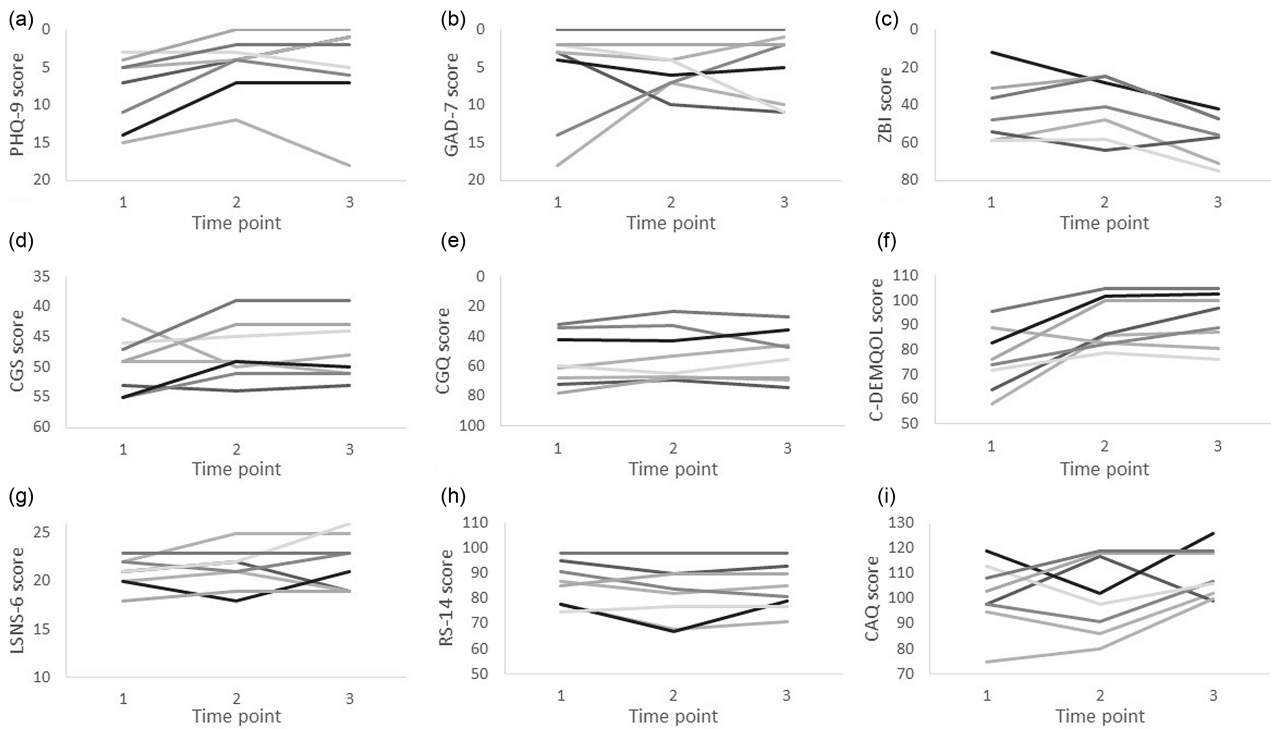 (a)
PHQ-9 score
0
5
10
15
20
1 2 3
Time point
(b)
GAD-7 score
0
5
10
15
20
1 2 3
Time point
(c)
ZBI score
0
20
40
60
80
1 2 3
Time point
(d)
CGS score
35
40
45
50
55
60
1 2 3
Time point
(e)
CGQ score
0
20
40
60
80
100
1 2 3
Time point
(f)
C-DEMQOL score
110
100
90
80
70
60
50
1 2 3
Time point
(g)
LSNS-6 score
25
20
15
10
1 2 3
Time point
(h)
RS-14 score
110
100
90
80
70
60
50
1 2 3
Time point
(i)
CAQ score
130
120
110
100
90
80
70
1 2 3
Time point